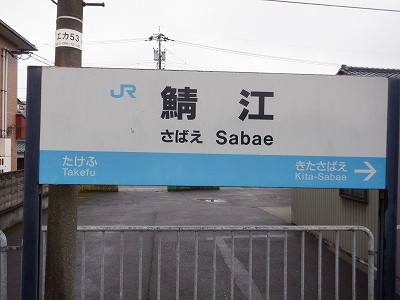 エカ53
JR
鯖江
さばえ Sabae
たけふ
Takefu
きたさばえ
Kita-Sabae